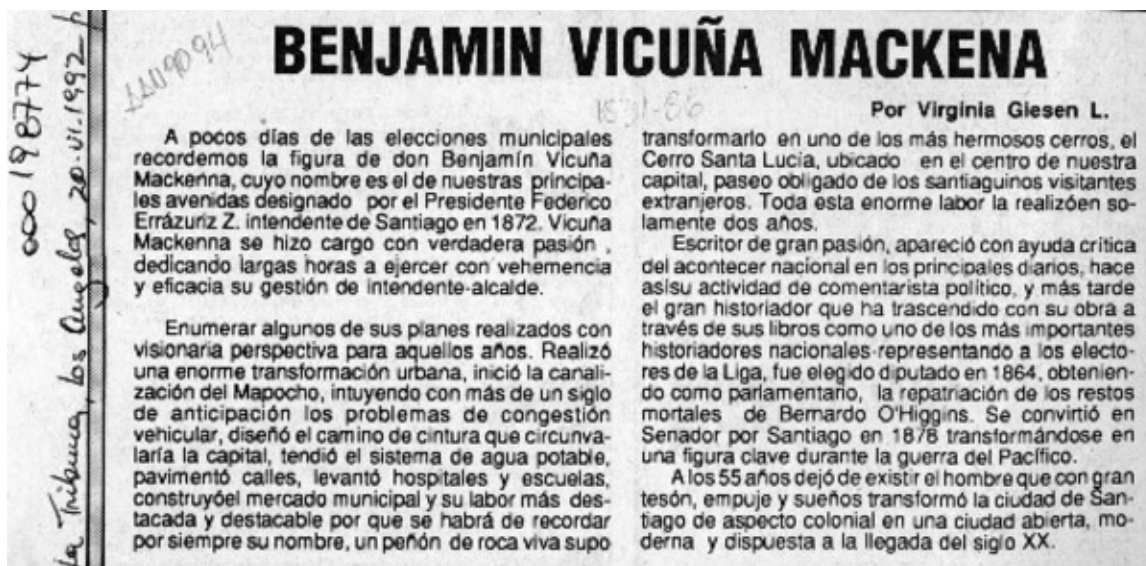 BENJAMIN VICUÑA MACKENA
1831-86
Por Virginia Giesen L.
A pocos días de las elecciones municipales
recordemos la figura de don Benjamín Vicuña
Mackenna, cuyo nombre es el de nuestras principa-
les avenidas designado por el Presidente Federico
Errázuriz Z. intendente de Santiago en 1872. Vicuña
Mackenna se hizo cargo con verdadera pasión ,
dedicando largas horas a ejercer con vehemencia
y eficacia su gestión de intendente-alcalde.
Enumerar algunos de sus planes realizados con
visionaria perspectiva para aquellos años. Realizó
una enorme transformación urbana, inició la canali-
zación del Mapocho, intuyendo con más de un siglo
de anticipación los problemas de congestión
vehicular, diseñó el camino de cintura que circunva-
laría la capital, tendió el sistema de agua potable,
pavimentó calles, levantó hospitales y escuelas,
construyóel mercado municipal y su labor más des-
tacada y destacable por que se habrá de recordar
por siempre su nombre, un peñón de roca viva supo
transformarlo en uno de los más hermosos cerros, el
Cerro Santa Lucía, ubicado en el centro de nuestra
capital, paseo obligado de los santiaguinos visitantes
extranjeros. Toda esta enorme labor la realizóen so-
lamente dos años.
Escritor de gran pasión, apareció con ayuda crítica
del acontecer nacional en los principales diarios, hace
asísu actividad de comentarista político, y más tarde
el gran historiador que ha trascendido con su obra a
través de sus libros como uno de los más importantes
historiadores nacionales-representando a los electo-
res de la Liga, fue elegido diputado en 1864, obtenien-
do como parlamentario, la repatriación de los restos
mortales de Bernardo O'Higgins. Se convirtió en
Senador por Santiago en 1878 transformándose en
una figura clave durante la guerra del Pacífico.
A los 55 años dejó de existir el hombre que con gran
tesón, empuje y sueños transformó la ciudad de San-
tiago de aspecto colonial en una ciudad abierta, mo-
derna y dispuesta a la llegada del siglo XX.
00198774
La Tribuna, Los Angeles, 20-VI-1992 p